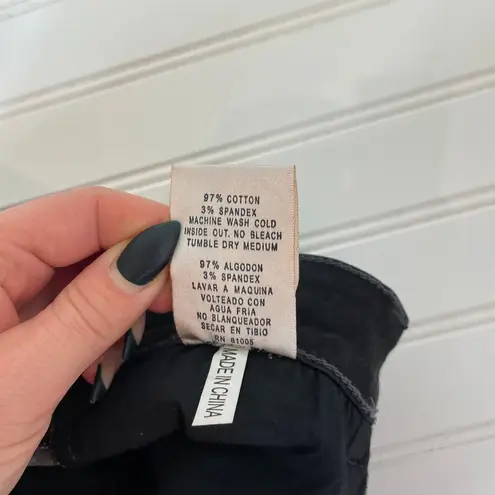 97% COTTON
3% SPANDEX
MACHINE WASH COLD
INSIDE OUT. NO BLEACH
TUMBLE DRY MEDIUM
97% ALGODON
3% SPANDEX
LAVAR A MAQUINA
VOLTEADO CON
AGUA FRIA
NO BLANQUEADOR
SECAR EN TIBIO
RN 81005
MADE IN CHINA